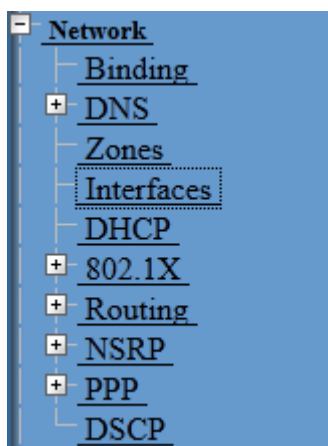 Network
Binding
DNS
Zones
Interfaces
DHCP
802.1X
Routing
NSRP
PPP
DSCP